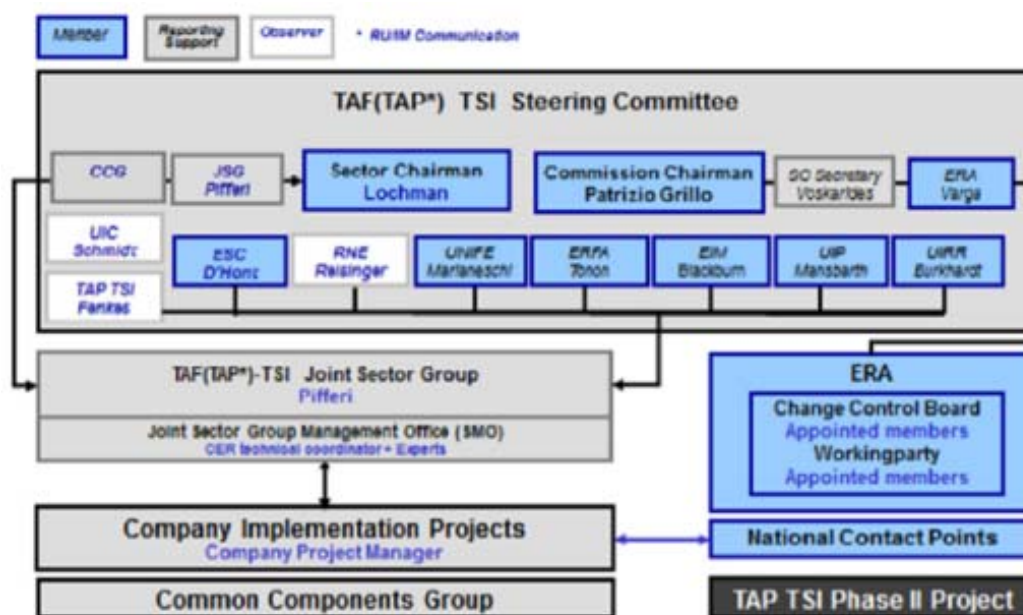 Member
Reporting
Support
Observer
* RU/IM Communication
TAF(TAP*) TSI Steering Committee
CCG
JSG
Pifferi
Sector Chairman
Lochman
Commission Chairman
Patrizio Grillo
SC Secretary
Voskarides
ERA
Varga
UIC
Schmidt
ESC
D'Hont
RNE
Reisinger
UNIFE
Marianeschi
ERFA
Tonon
EIM
Blackburn
UIP
Mansbarth
UIRR
Burkhardt
TAP TSI
TAF(TAP*)-TSI Joint Sector Group
Pifferi
Joint Sector Group Management Office (SMO)
CER technical coordinator + Experts
ERA
Change Control Board
Appointed members
Workingparty
Appointed members
Company Implementation Projects
Company Project Manager
National Contact Points
Common Components Group
TAP TSI Phase II Project